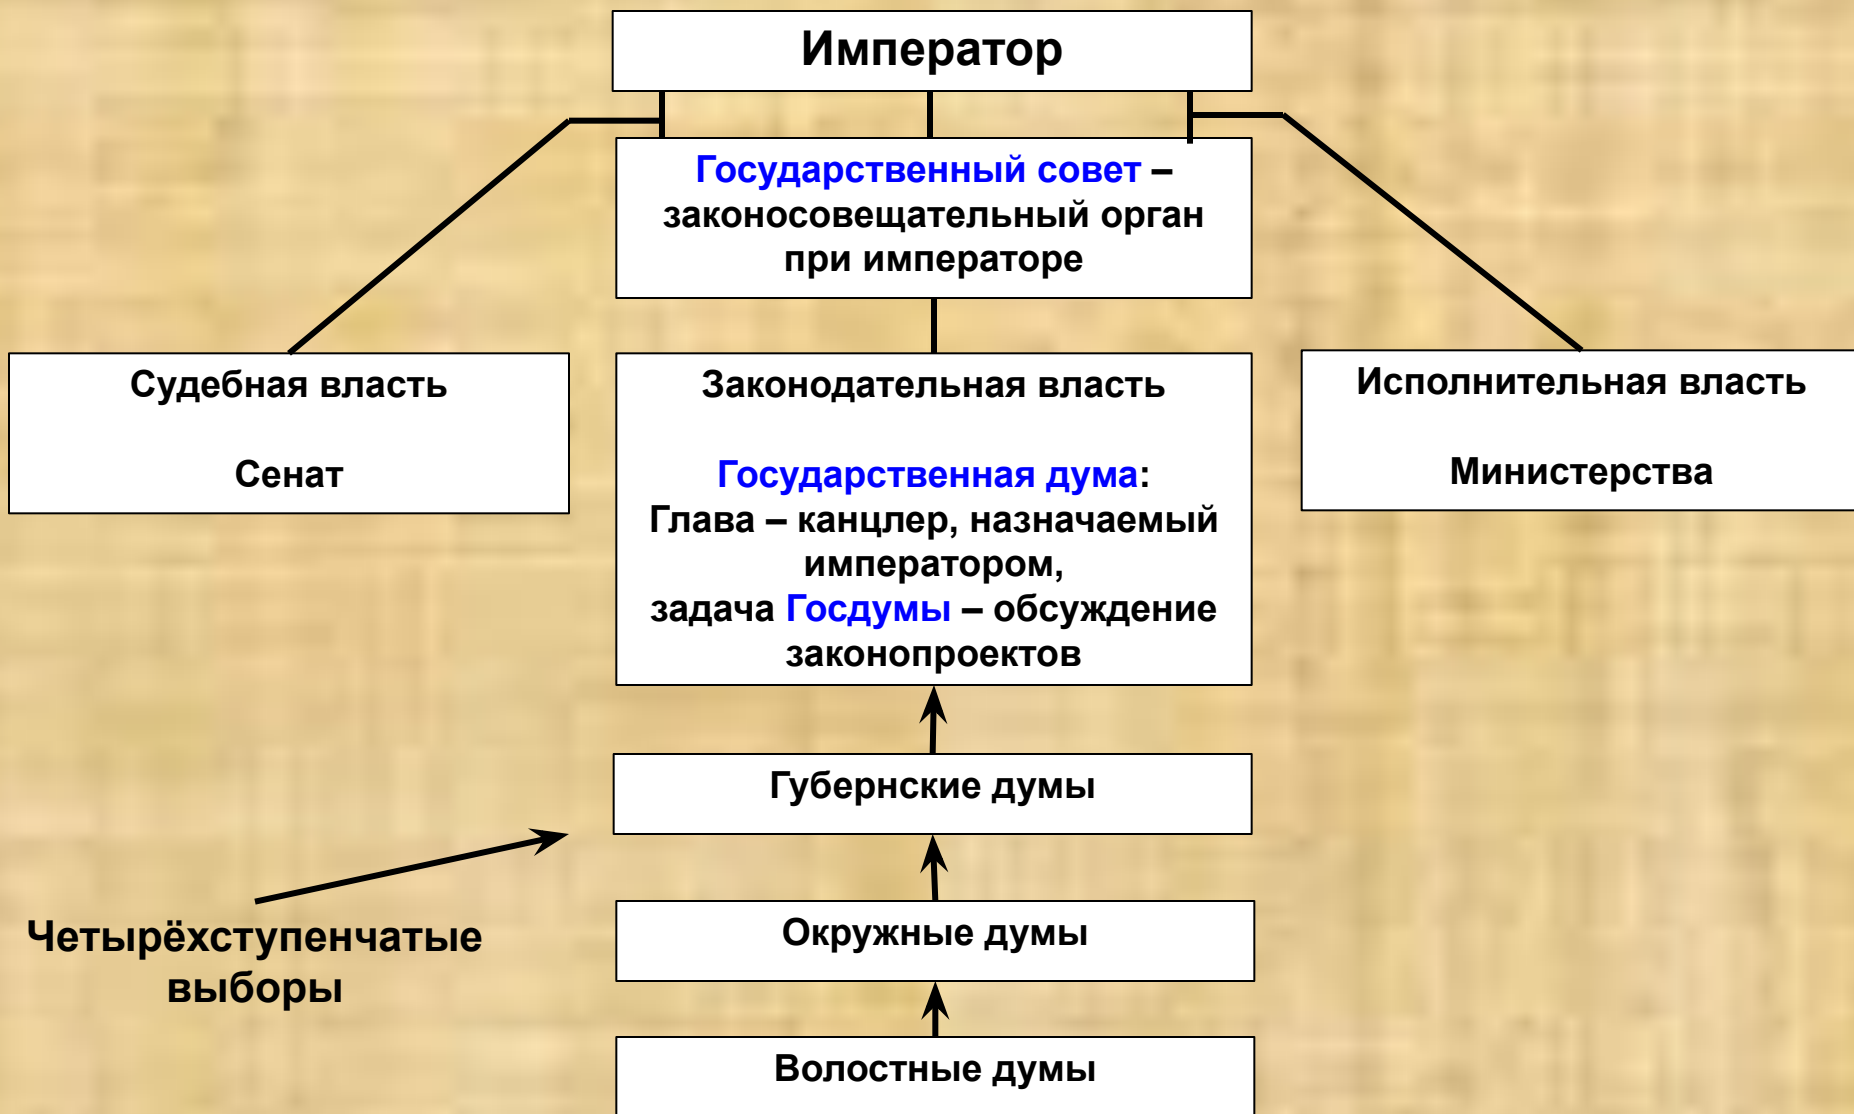 Император
Государственный совет –
законосовещательный орган
при императоре
Судебная власть
Сенат
Законодательная власть
Государственная дума:
Глава – канцлер, назначаемый
императором,
задача Госдумы – обсуждение
законопроектов
Исполнительная власть
Министерства
Губернские думы
Четырёхступенчатые
выборы
Окружные думы
Волостные думы